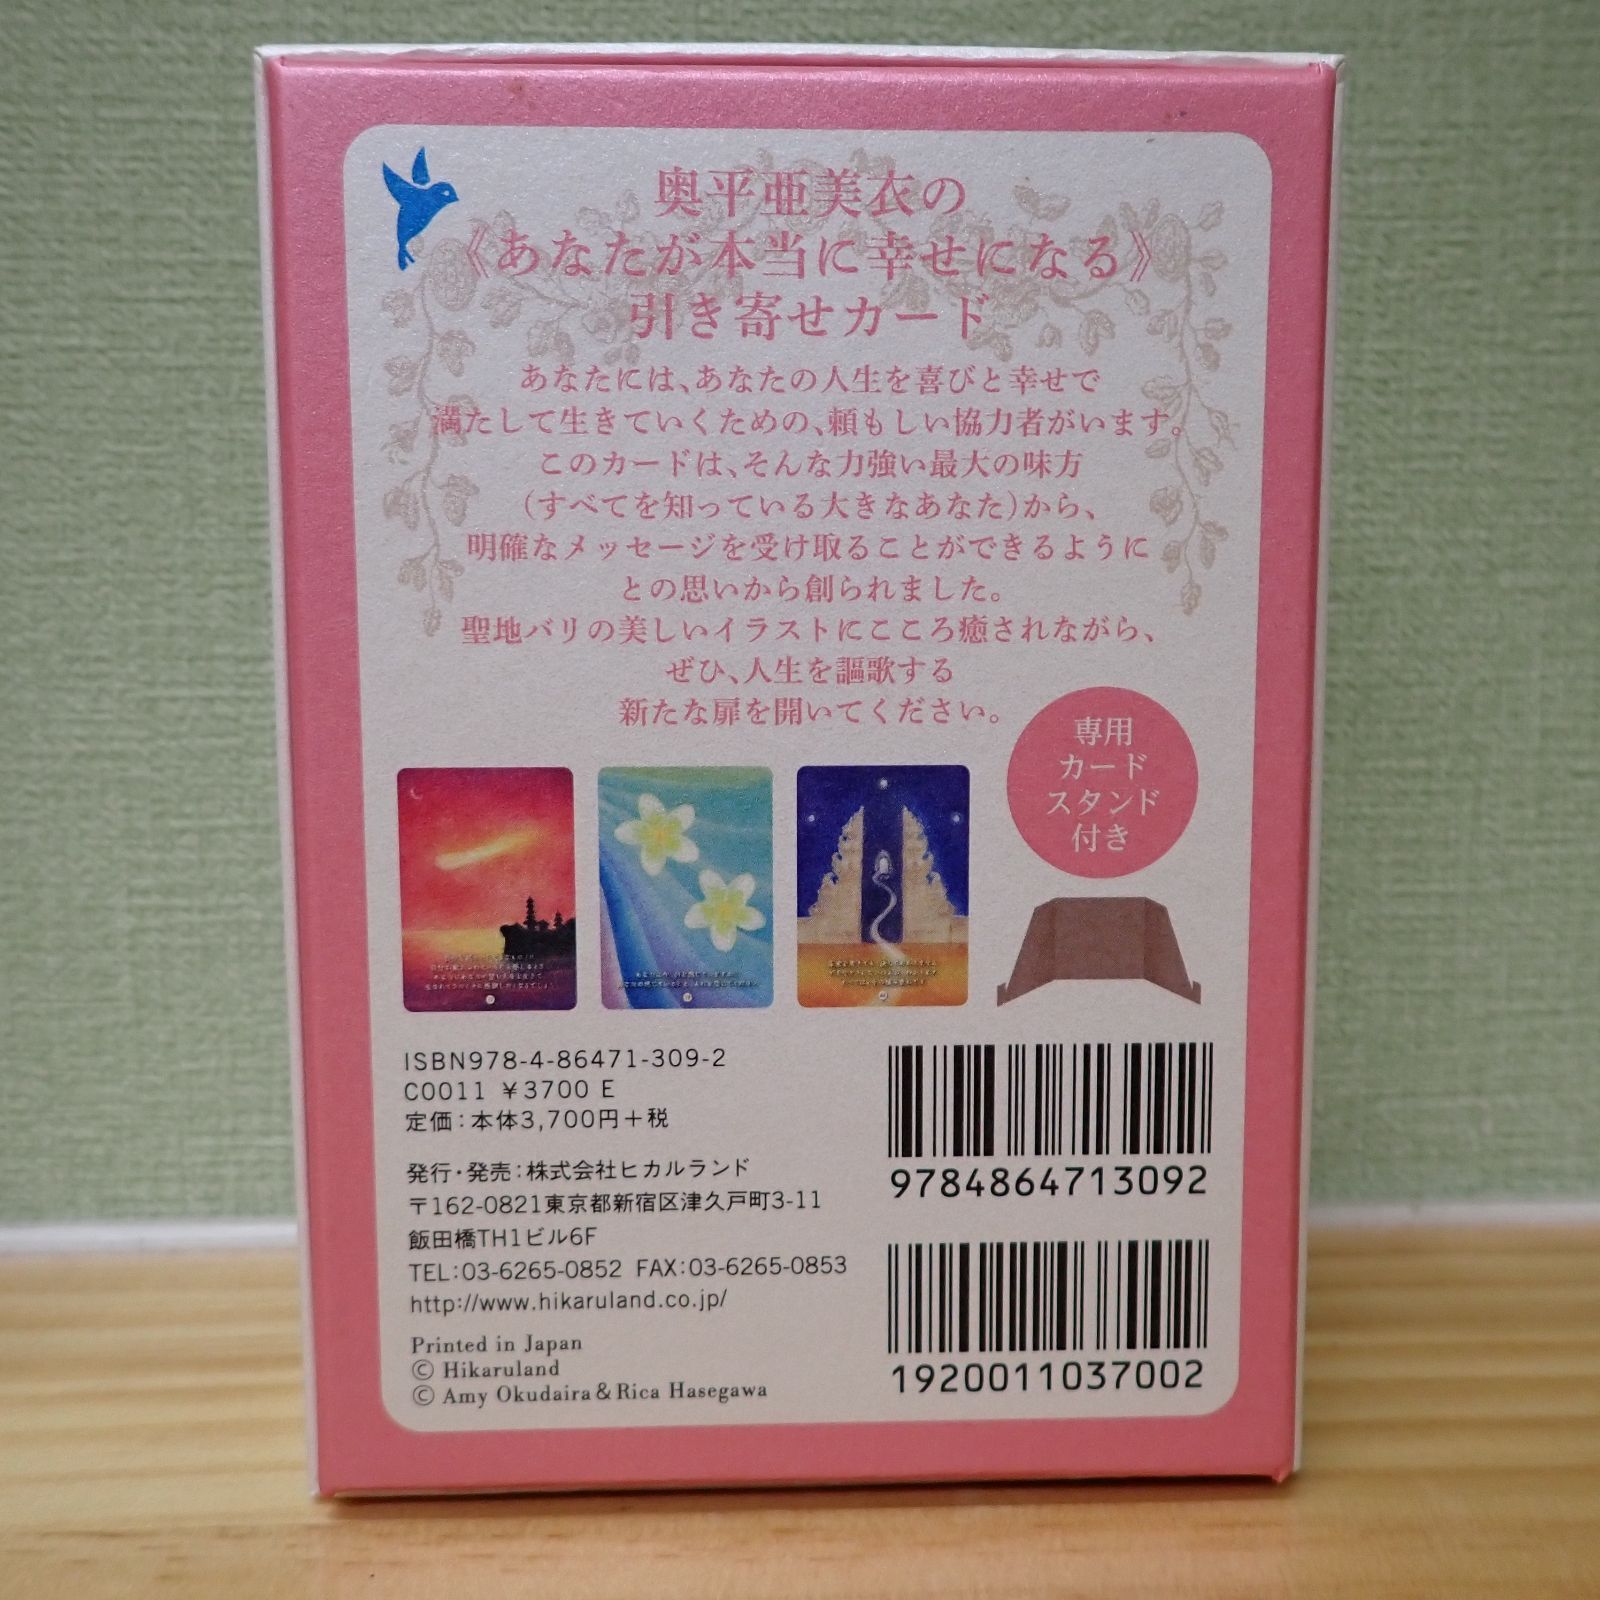 奥平亜美衣の
《あなたが本当に幸せになる》
引き寄せカード
あなたには、あなたの人生を喜びと幸せで
満たして生きていくための、頼もしい協力者がいます。
このカードは、そんな力強い最大の味方
(すべてを知っている大きなあなた)から、
明確なメッセージを受け取ることができるように
との思いから創られました。
聖地バリの美しいイラストにこころ癒されながら、
ぜひ、人生を謳歌する
新たな扉を開いてください。
専用
カード
スタンド
付き
ISBN978-4-86471-309-2
C0011 ¥3700 E
定価：本体3,700円＋税
発行・発売：株式会社ヒカルランド
〒162-0821東京都新宿区津久戸町3-11
飯田橋TH1ビル6F
TEL:03-6265-0852 FAX:03-6265-0853
http://www.hikaruland.co.jp/
Printed in Japan
© Hikaruland
© Amy Okudaira & Rica Hasegawa
9784864713092
1920011037002